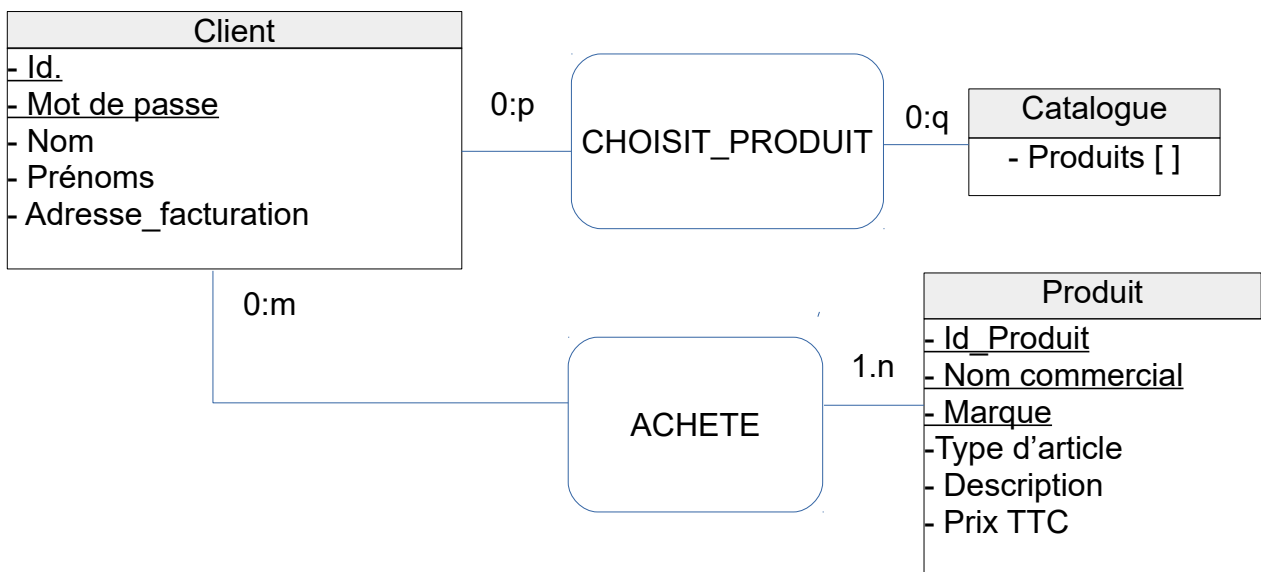 Client
- Id.
- Mot de passe
- Nom
- Prénoms
- Adresse_facturation
0:p
CHOISIT_PRODUIT
0:q
Catalogue
- Produits [ ]
0:m
ACHETE
1.n
Produit
- Id_Produit
- Nom commercial
- Marque
-Type d’article
- Description
- Prix TTC